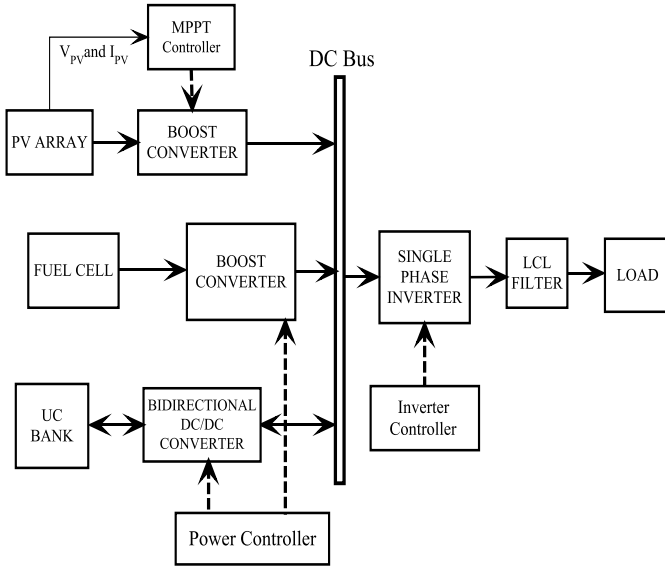 MPPT
Controller
V_PV and I_PV
DC Bus
PV ARRAY
BOOST
CONVERTER
FUEL CELL
BOOST
CONVERTER
SINGLE
PHASE
INVERTER
LCL
FILTER
LOAD
UC
BANK
BIDIRECTIONAL
DC/DC
CONVERTER
Inverter
Controller
Power Controller